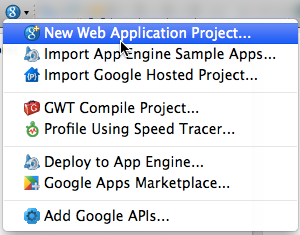 New Web Application Project...
Import App Engine Sample Apps...
Import Google Hosted Project...
GWT Compile Project...
Profile Using Speed Tracer...
Deploy to App Engine...
Google Apps Marketplace...
Add Google APIs...